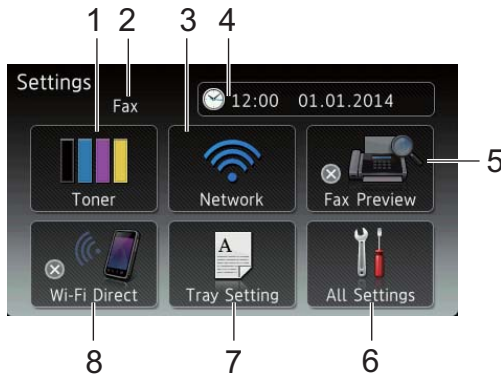 1 2 3 4
Settings
Fax
12:00 01.01.2014
5
Toner Network Fax Preview
A
Wi-Fi Direct Tray Setting All Settings
8 7 6